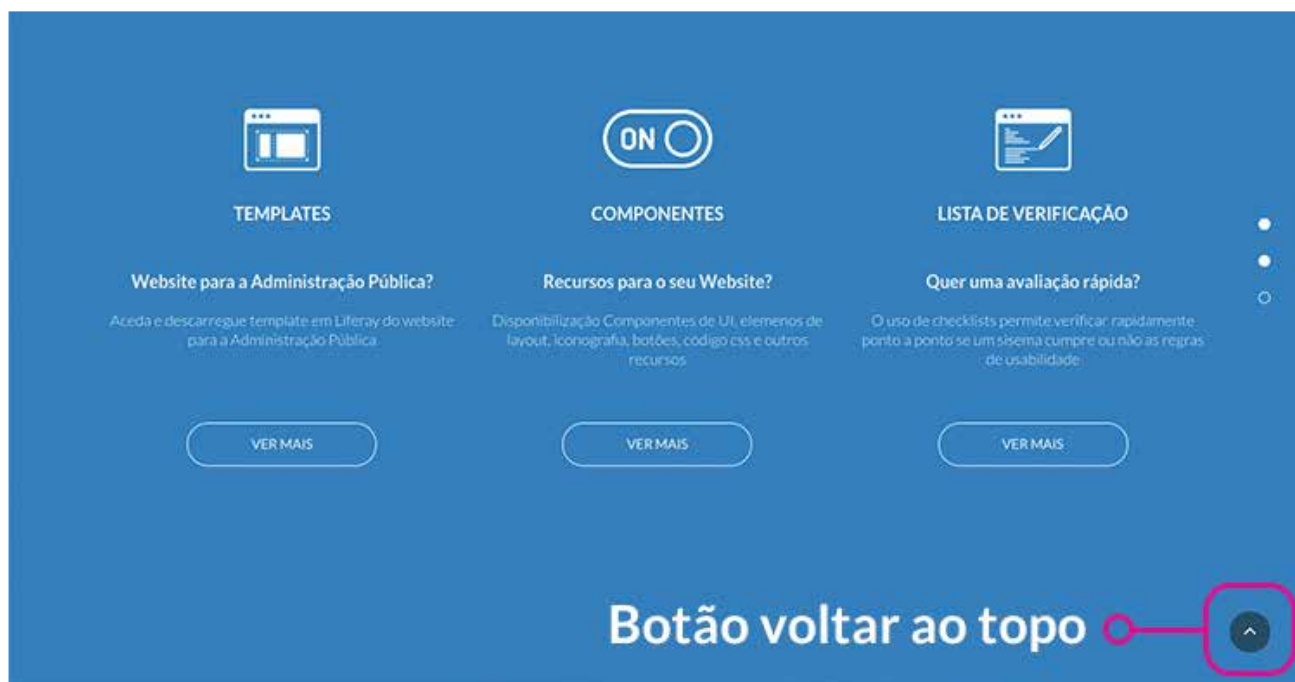 TEMPLATES
Website para a Administração Pública?
Aceda e descarregue template em Liferay do website
para a Administração Pública
VER MAIS
ON
COMPONENTES
Recursos para o seu Website?
Disponibilização Componentes de UI, elemenos de
layout, iconografia, botões, codigo css e outros
recursos
VER MAIS
LISTA DE VERIFICAÇÃO
Quer uma avaliação rápida?
O uso de checklists permite verificar rapidamente
ponto a ponto se um sisema cumpre ou não as regras
de usabilidade
VER MAIS
Botão voltar ao topo